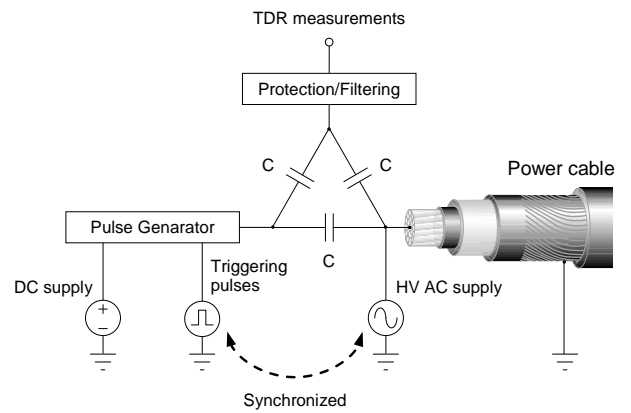 TDR measurements
Protection/Filtering
C
C
Power cable
Pulse Genarator
C
Triggering
pulses
DC supply
HV AC supply
Synchronized